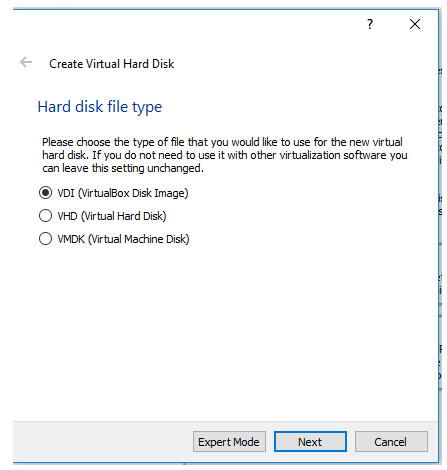 ?
Create Virtual Hard Disk
Hard disk file type
Please choose the type of file that you would like to use for the new virtual
hard disk. If you do not need to use it with other virtualization software you
can leave this setting unchanged.
VDI (VirtualBox Disk Image)
VHD (Virtual Hard Disk)
VMDK (Virtual Machine Disk)
Expert Mode Next Cancel